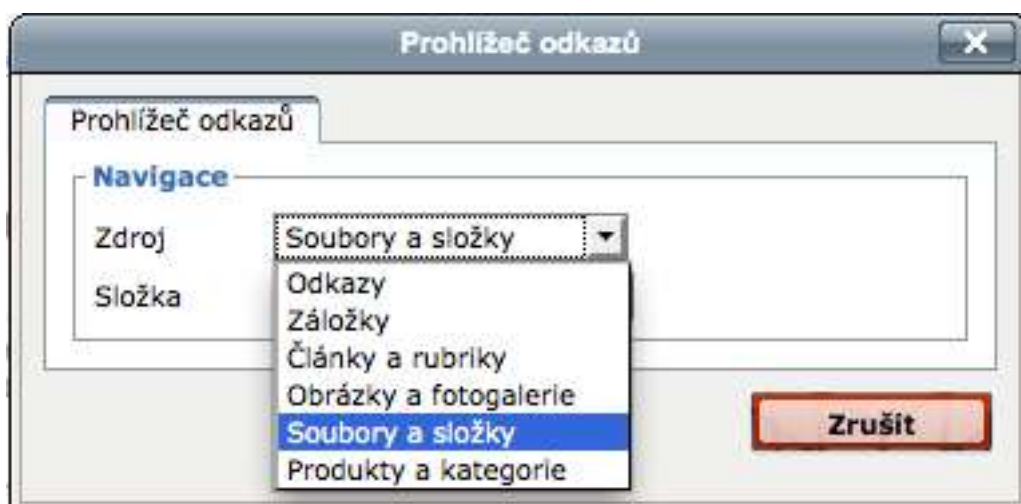 Prohlížeč odkazů
Prohlížeč odkazů
Navigace
Zdroj Soubory a složky
Složka
Odkazy
Záložky
Články a rubriky
Obrázky a fotogalerie
Soubory a složky
Produkty a kategorie
Zrušit